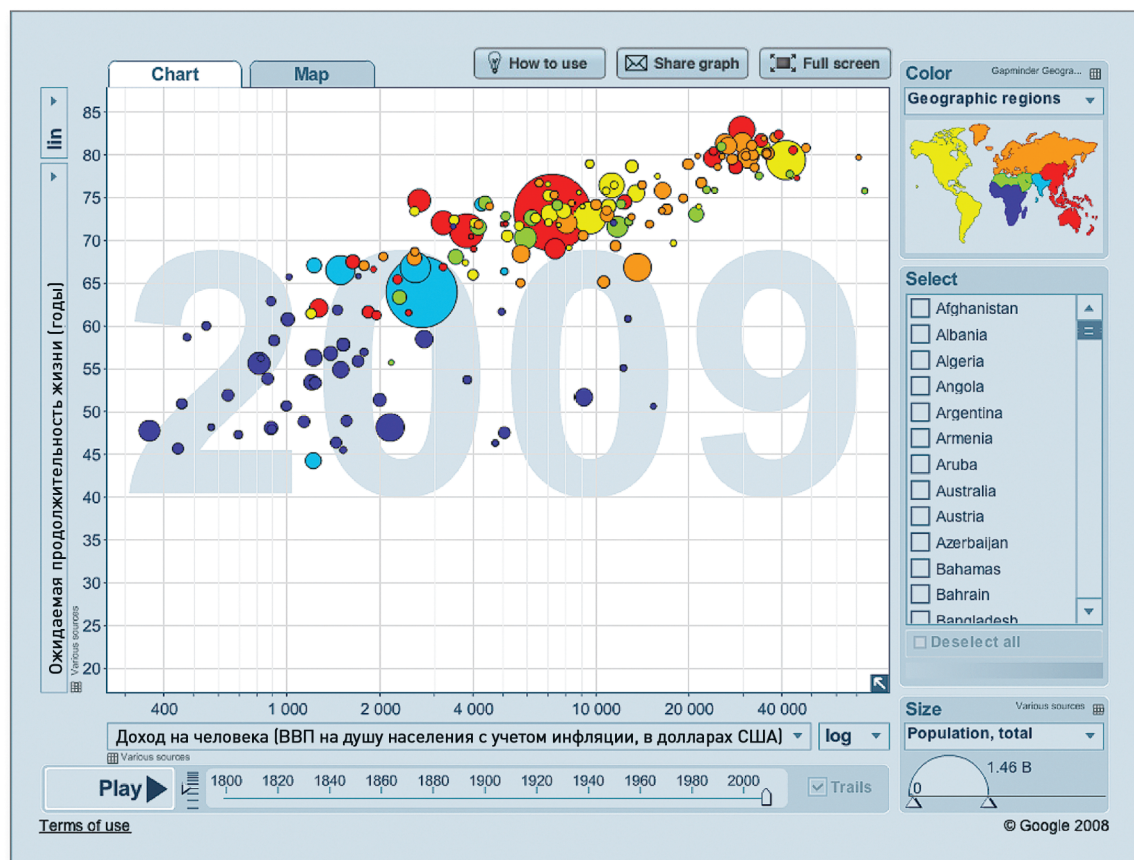 Chart
Map
How to use
Share graph
Full screen
Color
Gapminder Geogra...
Geographic regions
lin
Ожидаемая продолжительность жизни (годы)
Various sources
85
80
75
70
65
60
55
50
45
40
35
30
25
20
2009
400
1 000
2 000
4 000
10 000
20 000
40 000
Доход на человека (ВВП на душу населения с учетом инфляции, в долларах США)
log
Various sources
Select
Afghanistan
Albania
Algeria
Angola
Argentina
Armenia
Aruba
Australia
Austria
Azerbaijan
Bahamas
Bahrain
Bangladesh
Deselect all
Size
Various sources
Population, total
1.46 B
0
Play
1800
1820
1840
1860
1880
1900
1920
1940
1960
1980
2000
Trails
Terms of use
© Google 2008